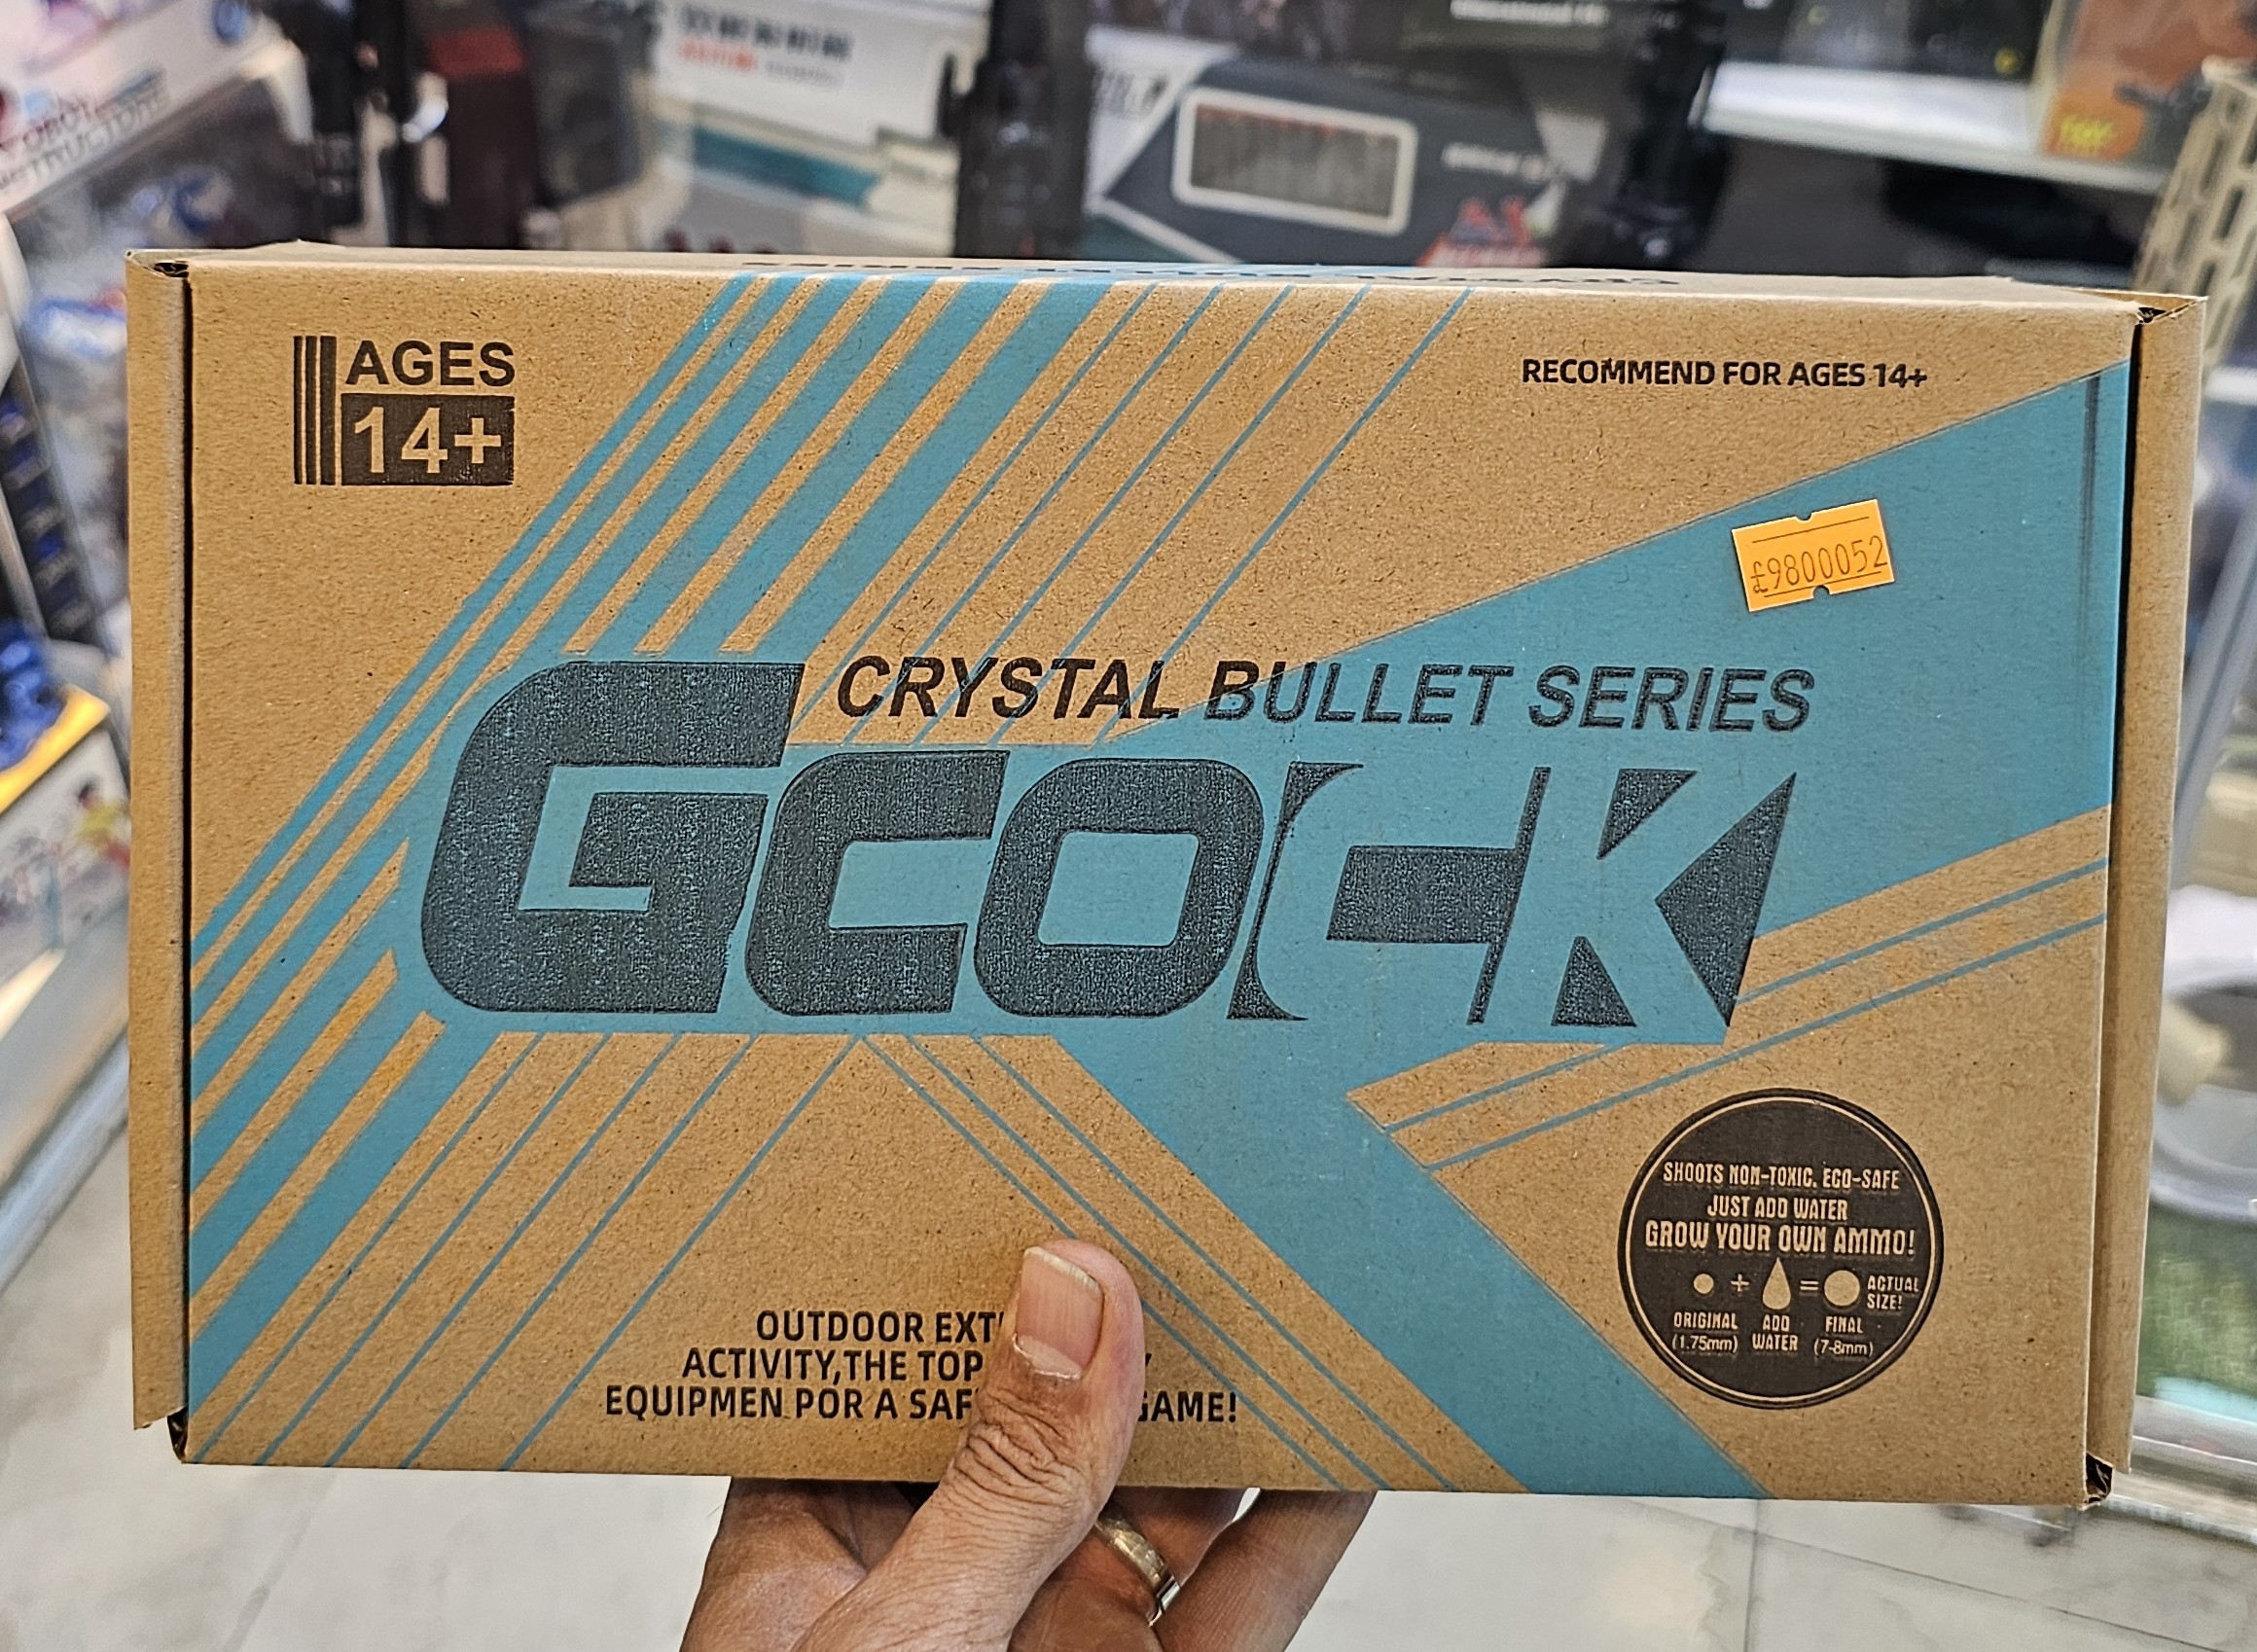 AGES
14+
RECOMMEND FOR AGES 14+
£9800052
CRYSTAL BULLET SERIES
GCOCK
SHOOTS NON-TOXIC. ECO-SAFE
JUST ADD WATER
GROW YOUR OWN AMMO!
+ = ACTUAL
SIZE!
ORIGINAL ADD FINAL
(1.75mm) WATER (7-8mm)
OUTDOOR
ACTIVITY,THE TOP
EQUIPMEN POR A GAME!